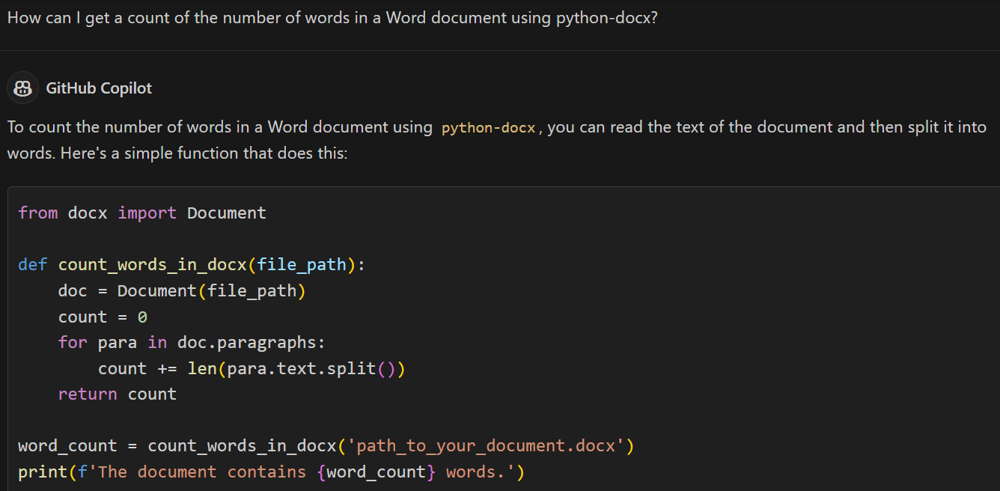 How can I get a count of the number of words in a Word document using python-docx?
GitHub Copilot
To count the number of words in a Word document using python-docx, you can read the text of the document and then split it into
words. Here's a simple function that does this:
from docx import Document
def count_words_in_docx(file_path):
    doc = Document(file_path)
    count = 0
    for para in doc.paragraphs:
        count += len(para.text.split())
    return count
word_count = count_words_in_docx('path_to_your_document.docx')
print(f'The document contains {word_count} words.')